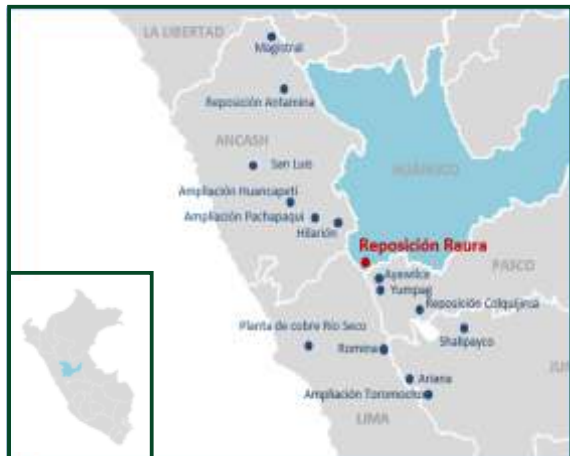 LA LIBERTAD
Magistral
Reposición Antamina
ANCASH
San Luis
HUÁNUCO
Ampliación Huancapetí
Ampliación Pachapaqui
Hilarión
Reposición Raura
PASCO
Ayawilca
Yumpag
Reposición Colquijirca
Planta de cobre Río Seco
Shalipayco
Romina
JUN
Ariana
Ampliación Toromocho
LIMA